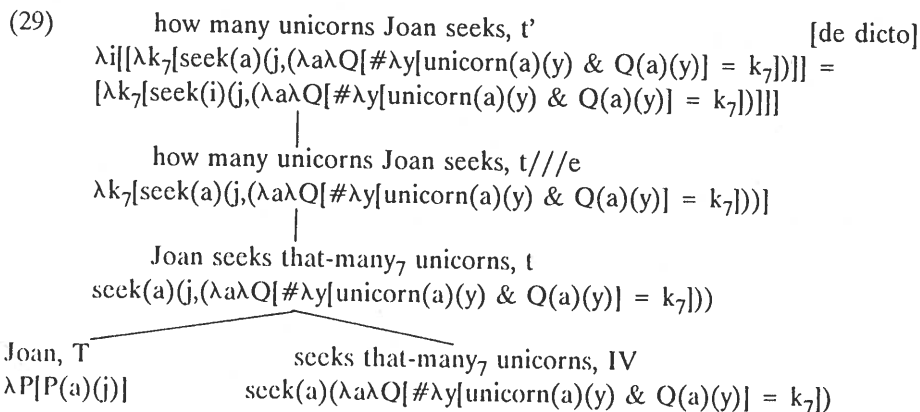 (29) how many unicorns Joan seeks, t’ [de dicto]
λi[[λk₇[seek(a)(j,(λaλQ[#λy[unicorn(a)(y) & Q(a)(y)] = k₇])]] =
[λk₇[seek(i)(j,(λaλQ[#λy[unicorn(a)(y) & Q(a)(y)] = k₇])]]]
how many unicorns Joan seeks, t///e
λk₇[seek(a)(j,(λaλQ[#λy[unicorn(a)(y) & Q(a)(y)] = k₇]))]
Joan seeks that-many₇ unicorns, t
seek(a)(j,(λaλQ[#λy[unicorn(a)(y) & Q(a)(y)] = k₇]))
Joan, T seeks that-many₇ unicorns, IV
λP[P(a)(j)] seek(a)(λaλQ[#λy[unicorn(a)(y) & Q(a)(y)] = k₇])